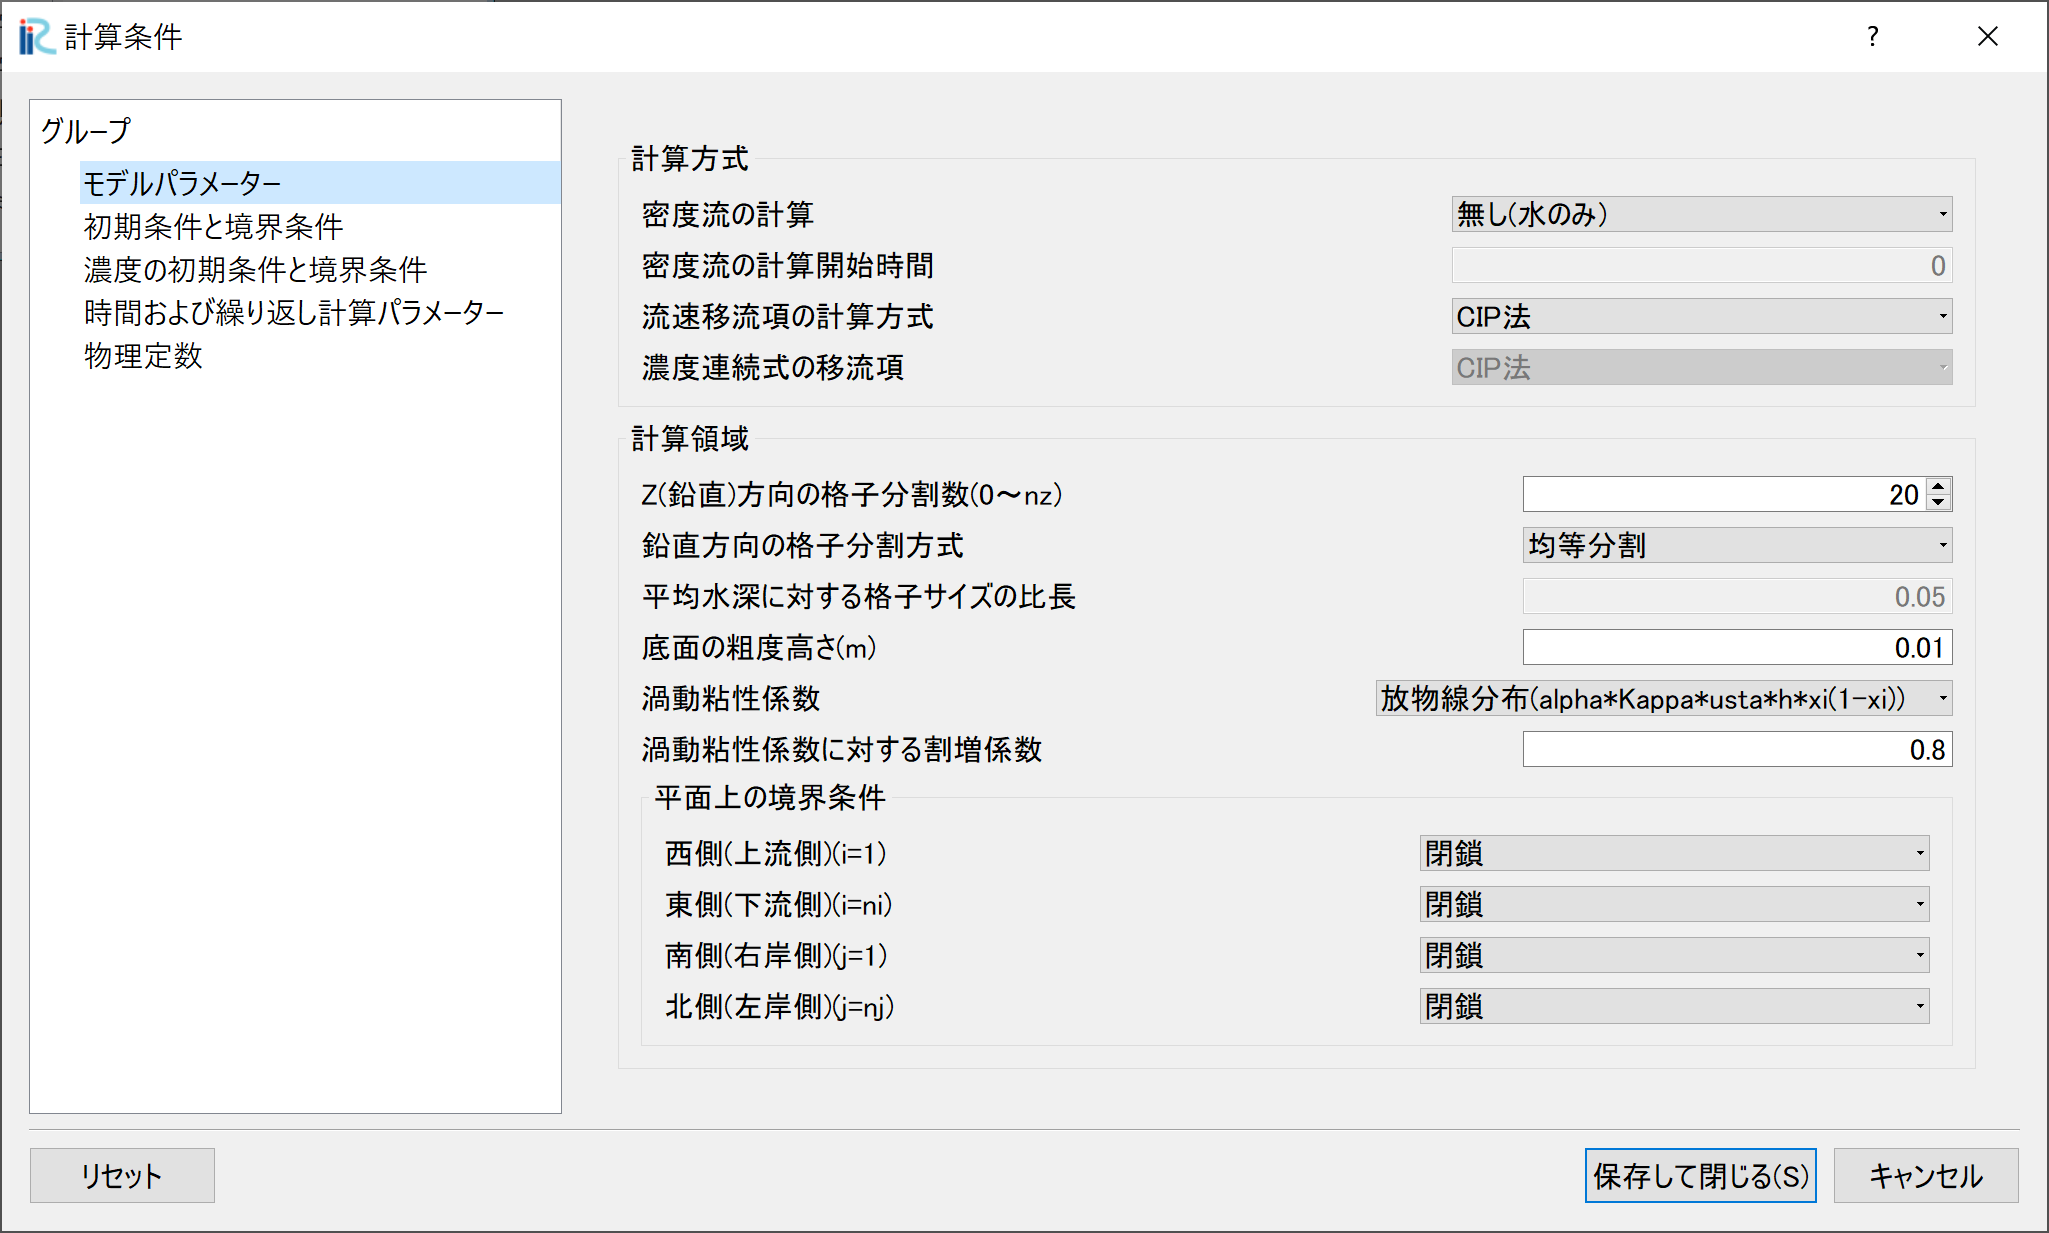 計算条件
グループ
モデルパラメーター
初期条件と境界条件
濃度の初期条件と境界条件
時間および繰り返し計算パラメーター
物理定数
計算方式
密度流の計算 無し(水のみ)
密度流の計算開始時間 0
流速移流項の計算方式 CIP法
濃度連続式の移流項 CIP法
計算領域
Z(鉛直)方向の格子分割数(0～nz) 20
鉛直方向の格子分割方式 均等分割
平均水深に対する格子サイズの比長 0.05
底面の粗度高さ(m) 0.01
渦動粘性係数 放物線分布(alpha*Kappa*usta*h*xi(1-xi))
渦動粘性係数に対する割増係数 0.8
平面上の境界条件
西側(上流側)(i=1) 閉鎖
東側(下流側)(i=ni) 閉鎖
南側(右岸側)(j=1) 閉鎖
北側(左岸側)(j=nj) 閉鎖
リセット 保存して閉じる(S) キャンセル